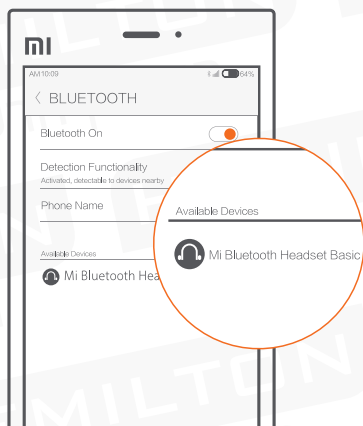 mi
AM10:09 64%
< BLUETOOTH
Bluetooth On
Detection Functionality
Activated, detectable to devices nearby
Phone Name
Available Devices
Mi Bluetooth Hea
Available Devices
Mi Bluetooth Headset Basic
MILTON